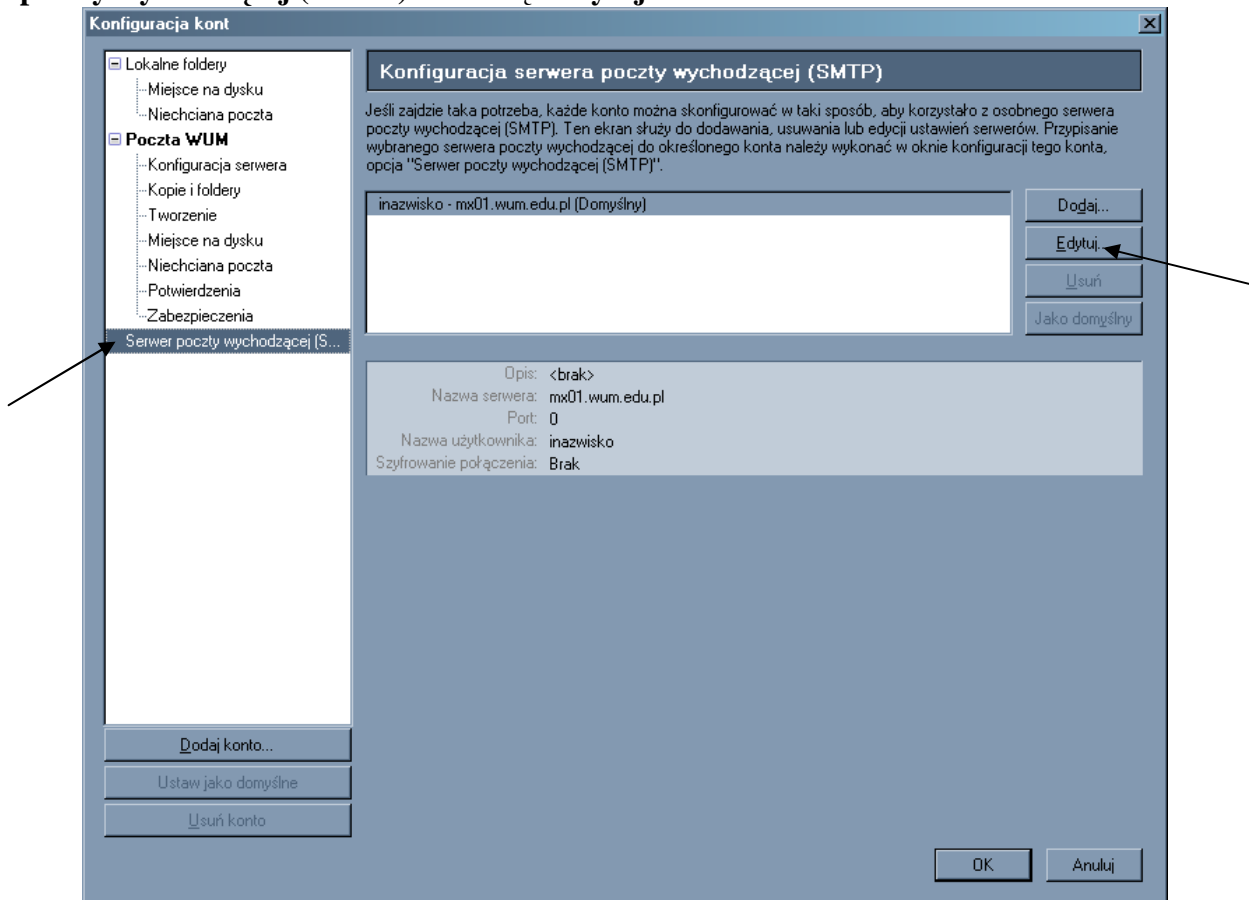 Konfiguracja kont
Lokalne foldery
Miejsce na dysku
Niechciana poczta
Poczta WUM
Konfiguracja serwera
Kopie i foldery
Tworzenie
Miejsce na dysku
Niechciana poczta
Potwierdzenia
Zabezpieczenia
Serwer poczty wychodzącej (S...
Dodaj konto...
Ustaw jako domyślne
Usuń konto
Konfiguracja serwera poczty wychodzącej (SMTP)
Jeśli zajdzie taka potrzeba, każde konto można skonfigurować w taki sposób, aby korzystało z osobnego serwera
poczty wychodzącej (SMTP). Ten ekran służy do dodawania, usuwania lub edycji ustawień serwerów. Przypisanie
wybranego serwera poczty wychodzącej do określonego konta należy wykonać w oknie konfiguracji tego konta,
opcja "Serwer poczty wychodzącej (SMTP)".
inazwisko - mx01.wum.edu.pl (Domyślny)
Dodaj...
Edytuj...
Usuń
Jako domyślny
Opis: <brak>
Nazwa serwera: mx01.wum.edu.pl
Port: 0
Nazwa użytkownika: inazwisko
Szyfrowanie połączenia: Brak
OK
Anuluj